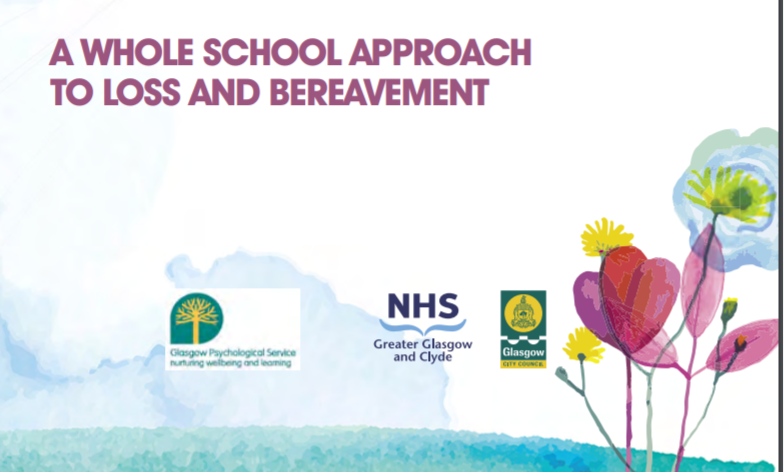 A WHOLE SCHOOL APPROACH
TO LOSS AND BEREAVEMENT
Glasgow Psychological Service
nurturing wellbeing and learning
NHS
Greater Glasgow
and Clyde
Glasgow
CITY COUNCIL